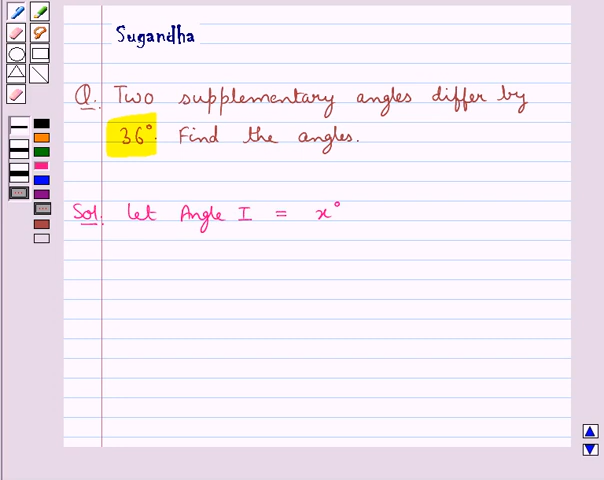 Sugandha
Q. Two supplementary angles differ by
36°. Find the angles.
Sol. Let Angle I = x°